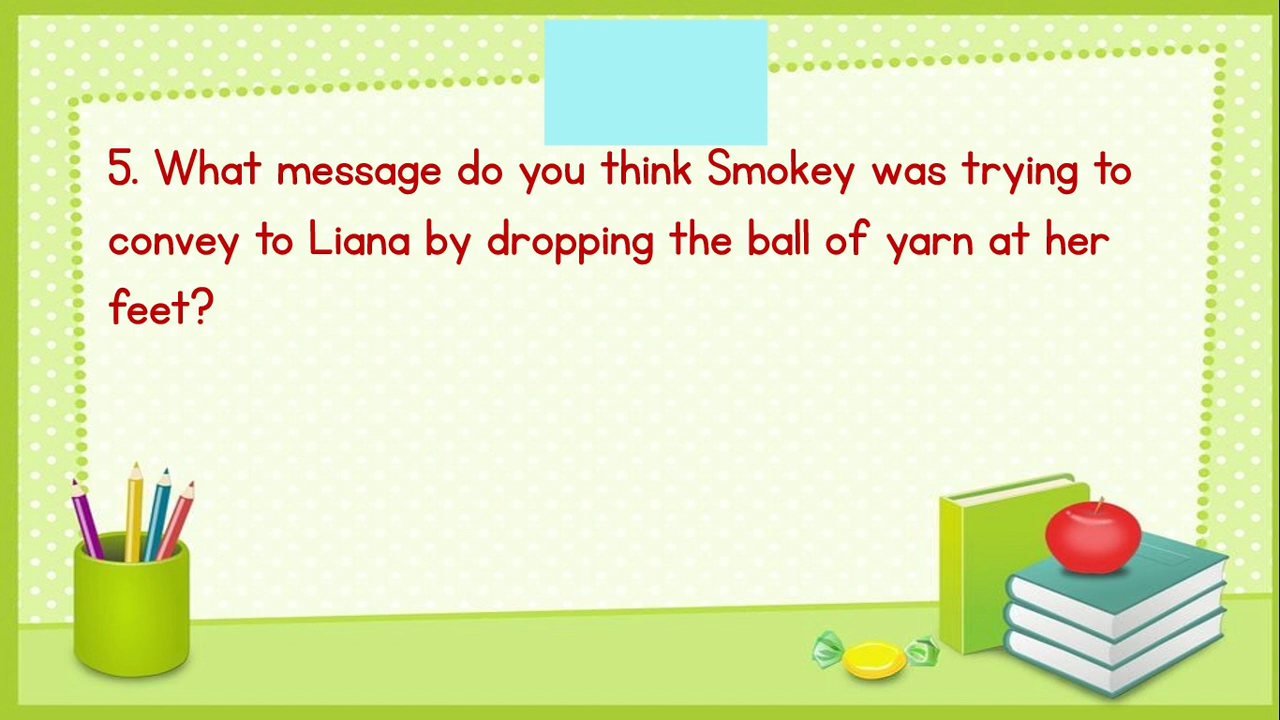 5. What message do you think Smokey was trying to
convey to Liana by dropping the ball of yarn at her
feet?